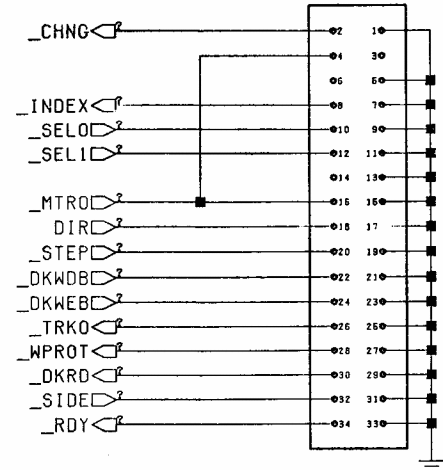 _CHNG ? 2 1
4 3
6 5
_INDEX ? 8 7
_SEL0 ? 10 9
_SEL1 ? 12 11
14 13
_MTR0 ? 16 15
DIR ? 18 17
_STEP ? 20 19
_DKWDB ? 22 21
_DKWEB ? 24 23
_TRK0 ? 26 25
_WPROT ? 28 27
_DKRD ? 30 29
_SIDE ? 32 31
_RDY ? 34 33